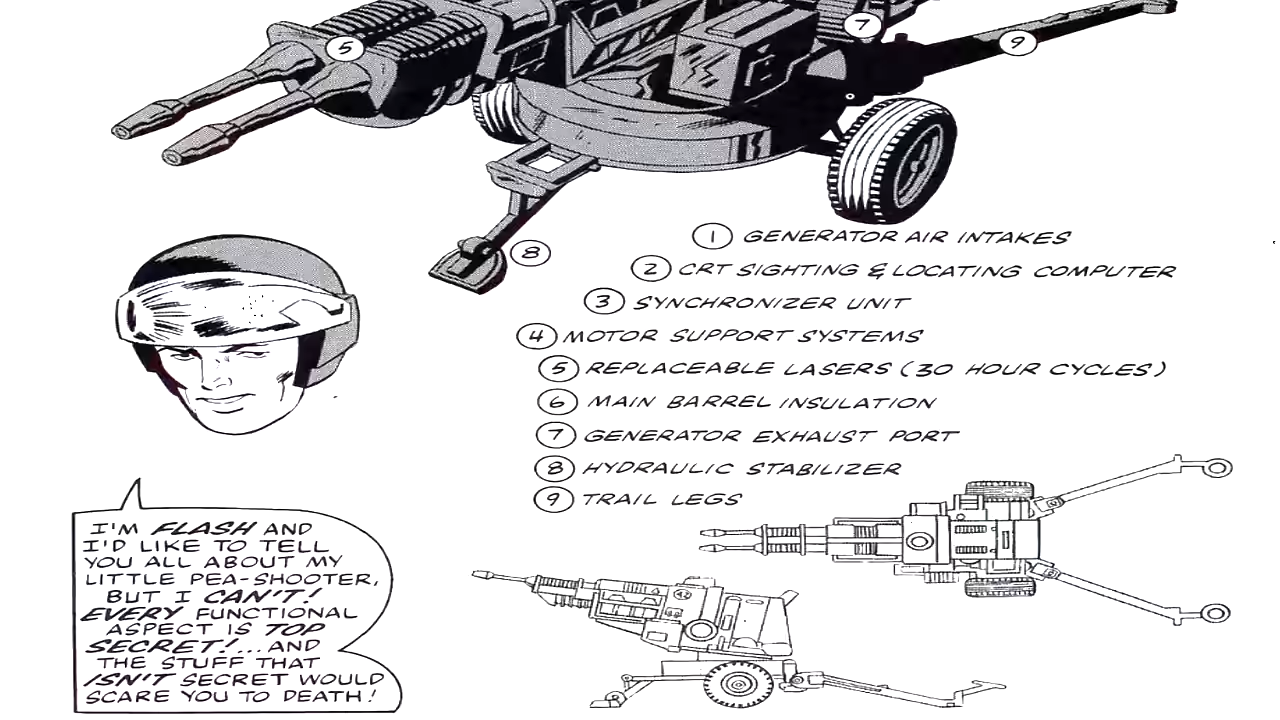 5
7
9
8
1 GENERATOR AIR INTAKES
2 CRT SIGHTING & LOCATING COMPUTER
3 SYNCHRONIZER UNIT
4 MOTOR SUPPORT SYSTEMS
5 REPLACEABLE LASERS (30 HOUR CYCLES)
6 MAIN BARREL INSULATION
7 GENERATOR EXHAUST PORT
8 HYDRAULIC STABILIZER
9 TRAIL LEGS
I'M FLASH AND
I'D LIKE TO TELL
YOU ALL ABOUT MY
LITTLE PEA-SHOOTER,
BUT I CAN'T!
EVERY FUNCTIONAL
ASPECT IS TOP
SECRET!...AND
THE STUFF THAT
ISN'T SECRET WOULD
SCARE YOU TO DEATH!